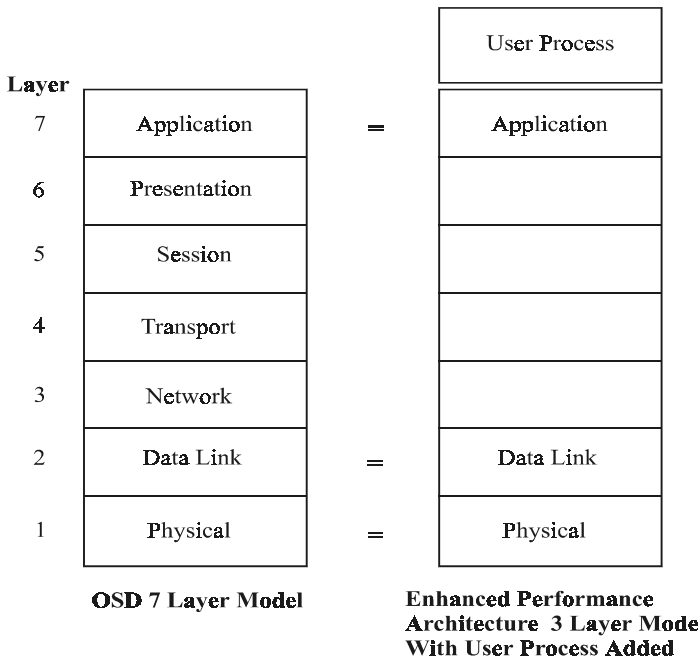 User Process
Layer
7 Application = Application
6 Presentation
5 Session
4 Transport
3 Network
2 Data Link = Data Link
1 Physical = Physical
OSD 7 Layer Model
Enhanced Performance
Architecture 3 Layer Mode
With User Process Added